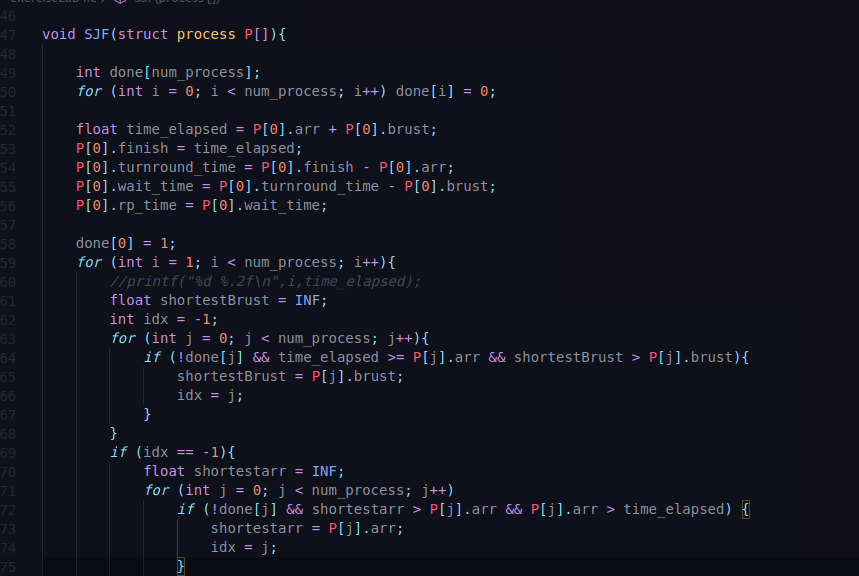 46
47 void SJF(struct process P[]){
48
49 int done[num_process];
50 for (int i = 0; i < num_process; i++) done[i] = 0;
51
52 float time_elapsed = P[0].arr + P[0].brust;
53 P[0].finish = time_elapsed;
54 P[0].turnround_time = P[0].finish - P[0].arr;
55 P[0].wait_time = P[0].turnround_time - P[0].brust;
56 P[0].rp_time = P[0].wait_time;
57
58 done[0] = 1;
59 for (int i = 1; i < num_process; i++){
60 //printf("%d %.2f\n",i,time_elapsed);
61 float shortestBrust = INF;
62 int idx = -1;
63 for (int j = 0; j < num_process; j++){
64 if (!done[j] && time_elapsed >= P[j].arr && shortestBrust > P[j].brust){
65 shortestBrust = P[j].brust;
66 idx = j;
67 }
68 }
69 if (idx == -1){
70 float shortestarr = INF;
71 for (int j = 0; j < num_process; j++)
72 if (!done[j] && shortestarr > P[j].arr && P[j].arr > time_elapsed) {
73 shortestarr = P[j].arr;
74 idx = j;
75 }